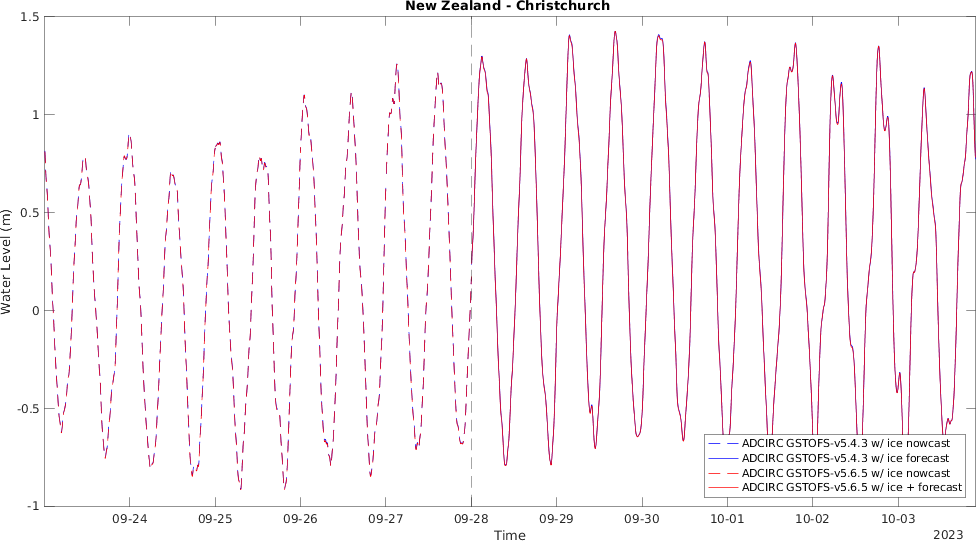 New Zealand - Christchurch
Water Level (m)
1.5
1
0.5
0
-0.5
-1
ADCIRC GSTOFS-v5.4.3 w/ ice nowcast
ADCIRC GSTOFS-v5.4.3 w/ ice forecast
ADCIRC GSTOFS-v5.6.5 w/ ice nowcast
ADCIRC GSTOFS-v5.6.5 w/ ice + forecast
09-24 09-25 09-26 09-27 09-28 09-29 09-30 10-01 10-02 10-03
Time
2023